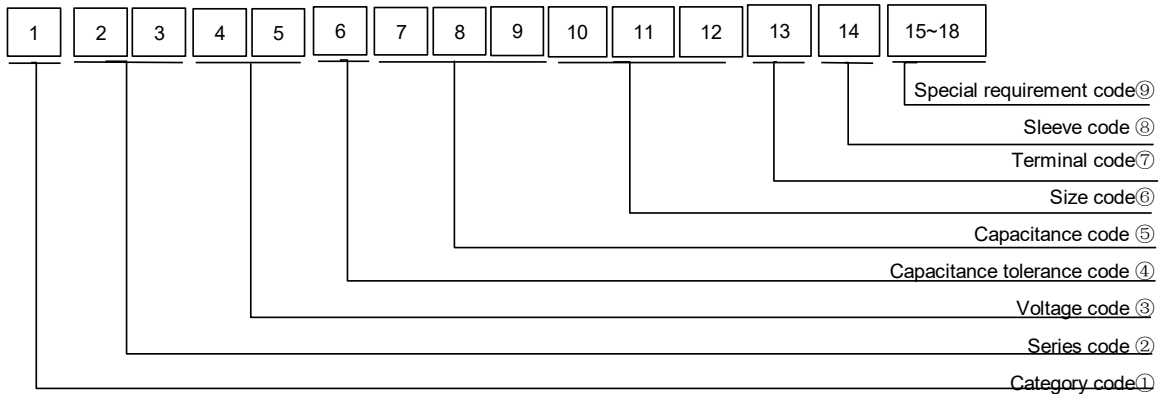 1 2 3 4 5 6 7 8 9 10 11 12 13 14 15~18
Special requirement code⑨
Sleeve code ⑧
Terminal code⑦
Size code⑥
Capacitance code ⑤
Capacitance tolerance code ④
Voltage code ③
Series code ②
Category code①